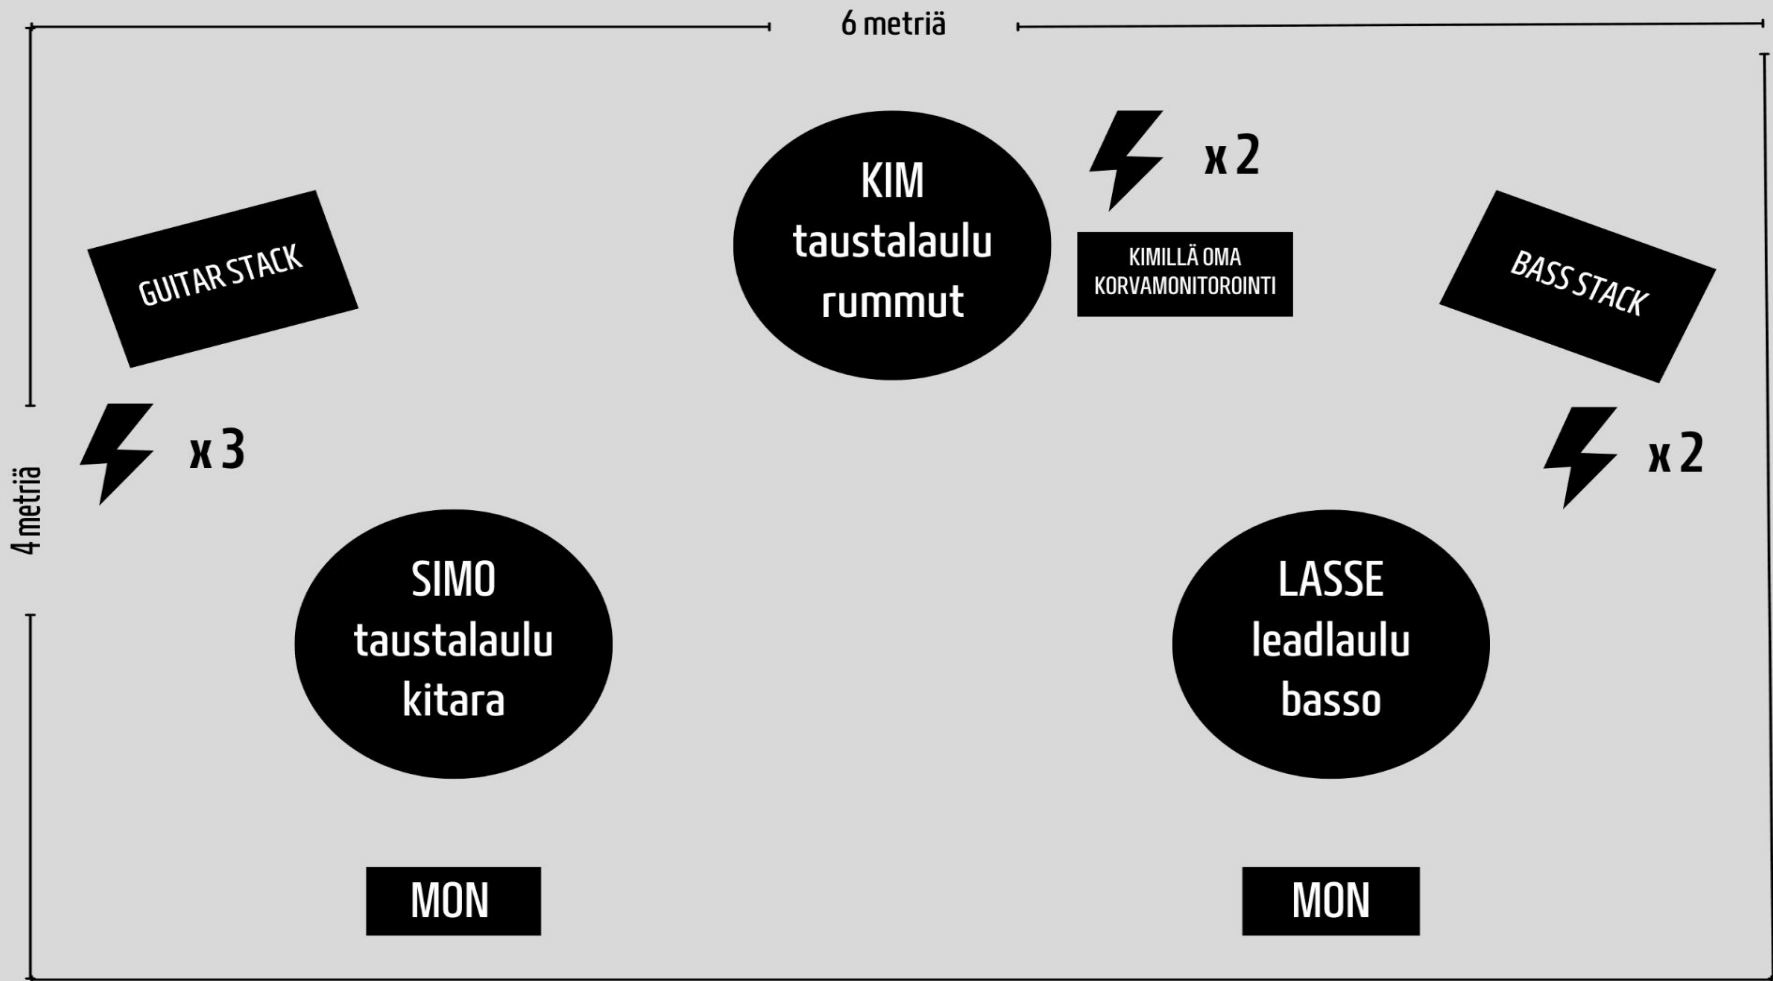 6 metriä
KIM
taustalaulu
rummut
x 2
KIMILLÄ OMA
KORVAMONITOROINTI
GUITAR STACK
BASS STACK
x 3
x 2
4 metriä
SIMO
taustalaulu
kitara
LASSE
leadlaulu
basso
MON
MON